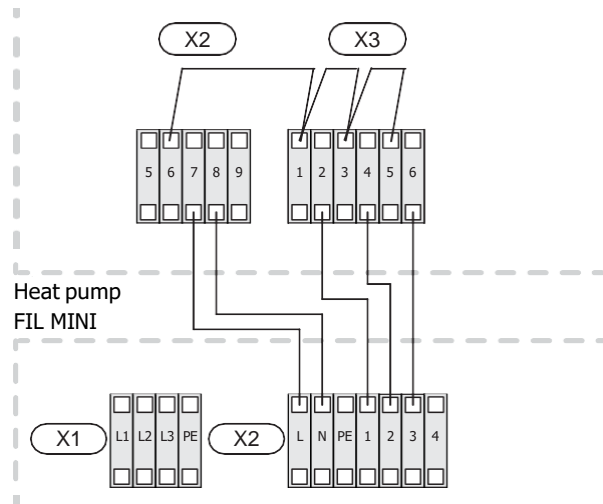 X2
X3
5 6 7 8 9
1 2 3 4 5 6
Heat pump
FIL MINI
X1
L1 L2 L3 PE
X2
L N PE 1 2 3 4